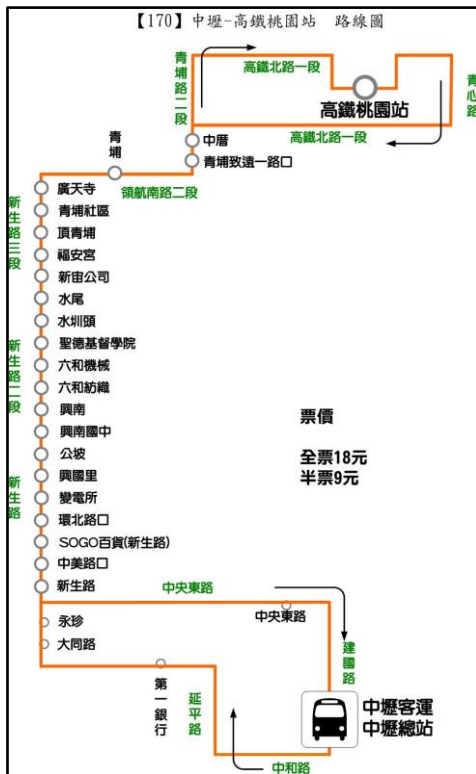 【170】中壢-高鐵桃園站 路線圖
青埔路二段
高鐵北路一段
高鐵桃園站
青心路
高鐵北路一段
中厝
青埔致遠一路口
青埔
領航南路二段
新生路三段
廣天寺
青埔社區
頂青埔
福安宮
新宙公司
水尾
水圳頭
聖德基督學院
新生路二段
六和機械
六和紡織
興南
興南國中
公坡
興國里
新生路
變電所
環北路口
SOGO百貨(新生路)
中美路口
新生路
票價
全票18元
半票9元
中央東路
中央東路
永珍
大同路
第一銀行
延平路
建國路
中壢客運
中壢總站
中和路